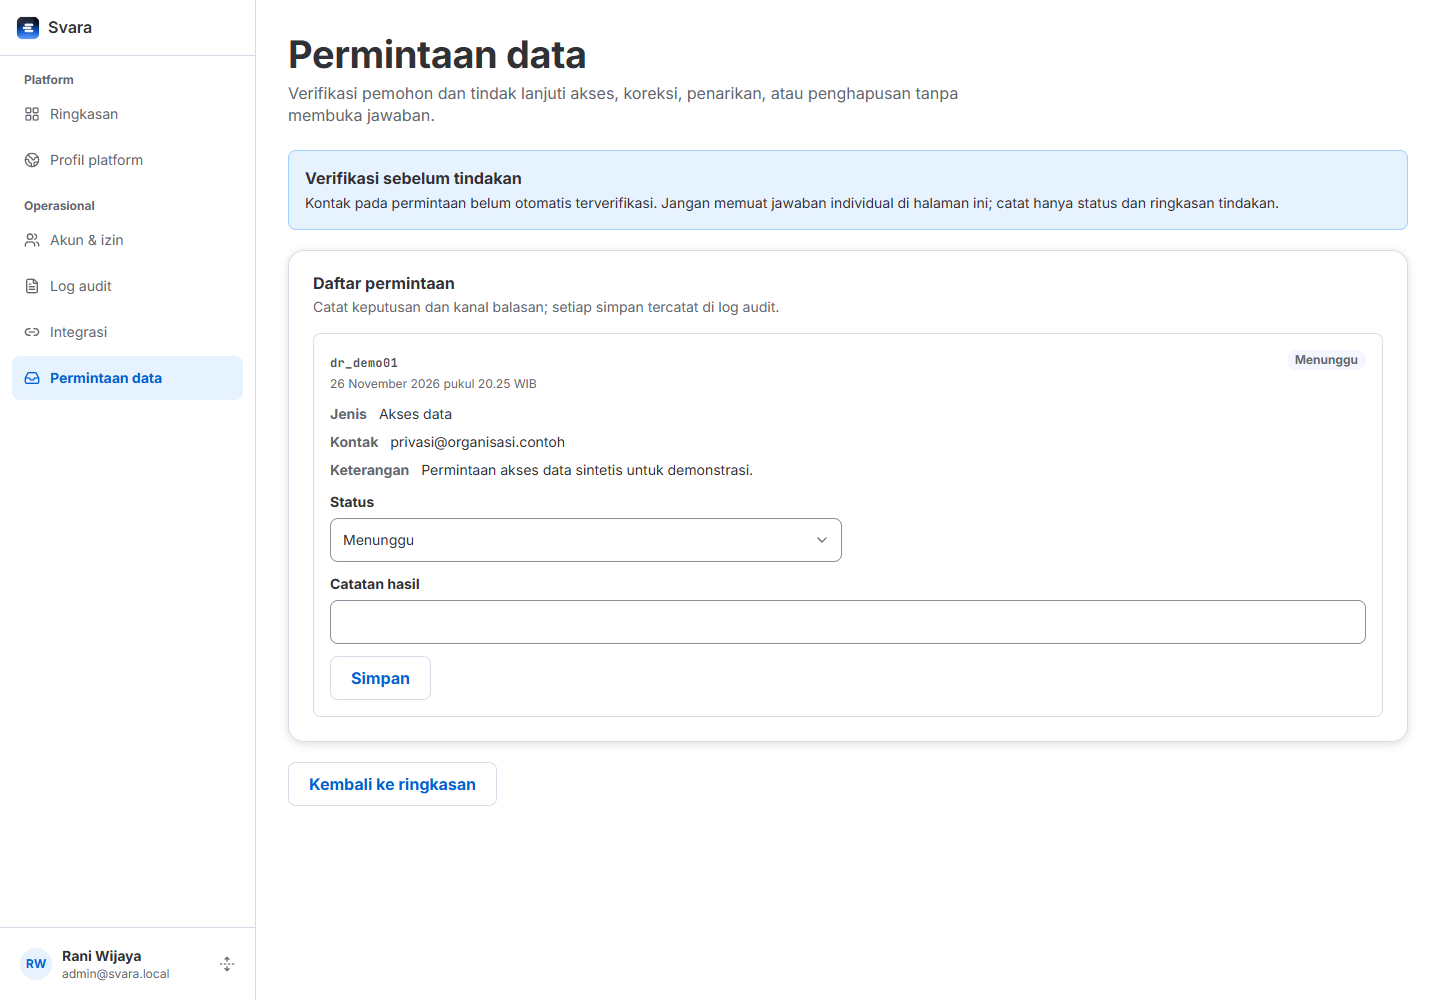 Svara
Platform
Ringkasan
Profil platform
Operasional
Akun & izin
Log audit
Integrasi
Permintaan data
RW
Rani Wijaya
admin@svara.local
Permintaan data
Verifikasi pemohon dan tindak lanjuti akses, koreksi, penarikan, atau penghapusan tanpa
membuka jawaban.
Verifikasi sebelum tindakan
Kontak pada permintaan belum otomatis terverifikasi. Jangan memuat jawaban individual di halaman ini; catat hanya status dan ringkasan tindakan.
Daftar permintaan
Catat keputusan dan kanal balasan; setiap simpan tercatat di log audit.
dr_demo01
Menunggu
26 November 2026 pukul 20.25 WIB
Jenis Akses data
Kontak privasi@organisasi.contoh
Keterangan Permintaan akses data sintetis untuk demonstrasi.
Status
Menunggu
Catatan hasil
Simpan
Kembali ke ringkasan